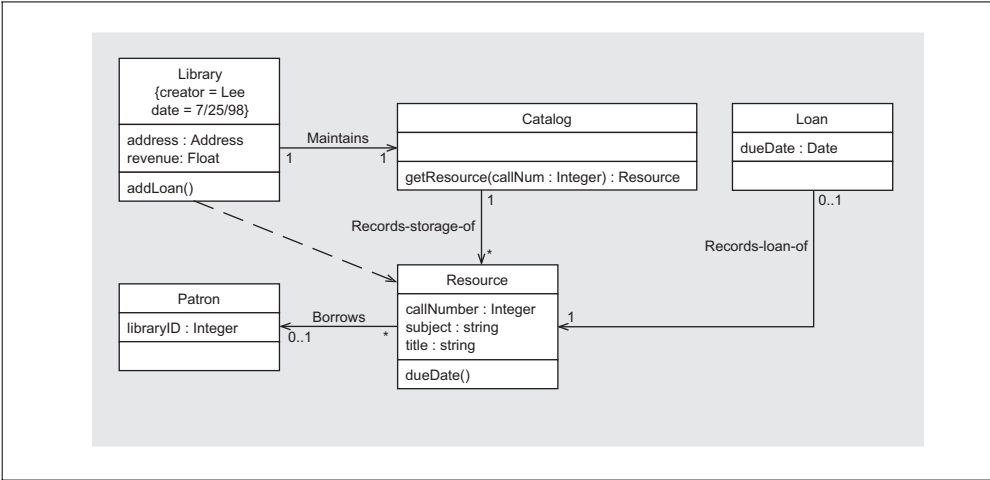 Library
{creator = Lee
date = 7/25/98}
address : Address
revenue: Float
addLoan()
Maintains
1
1
Catalog
getResource(callNum : Integer) : Resource
Loan
dueDate : Date
1
0..1
Records-storage-of
Records-loan-of
*
Resource
callNumber : Integer
subject : string
title : string
dueDate()
1
Patron
libraryID : Integer
Borrows
0..1
*